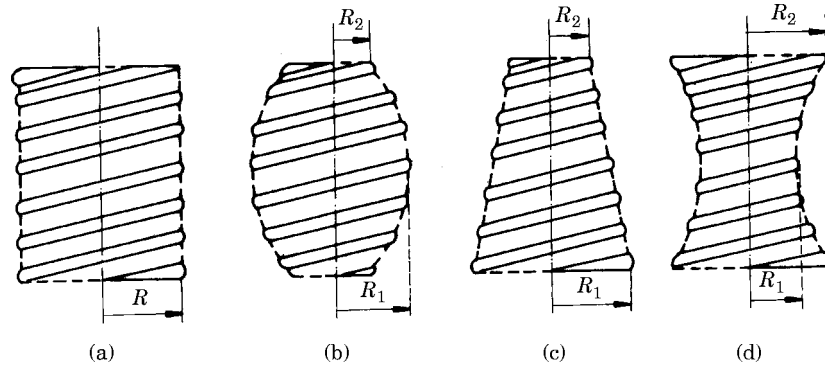 R₂ R₂ R₂
R R₁ R₁ R₁
(a) (b) (c) (d)